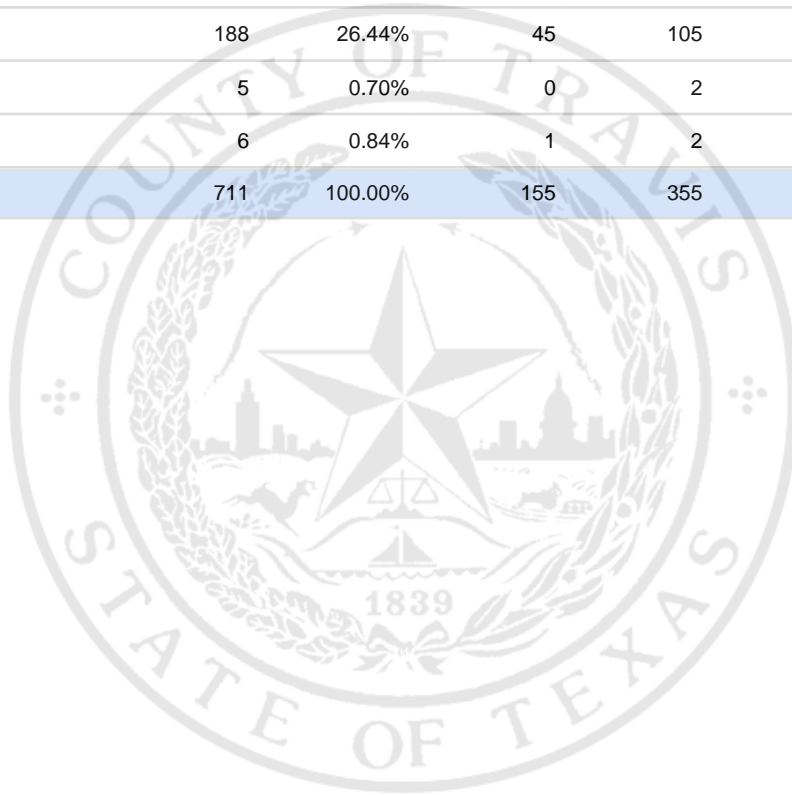 188 26.44% 45 105
5 0.70% 0 2
6 0.84% 1 2
711 100.00% 155 355
COUNTY OF TRAVIS
1839
STATE OF TEXAS